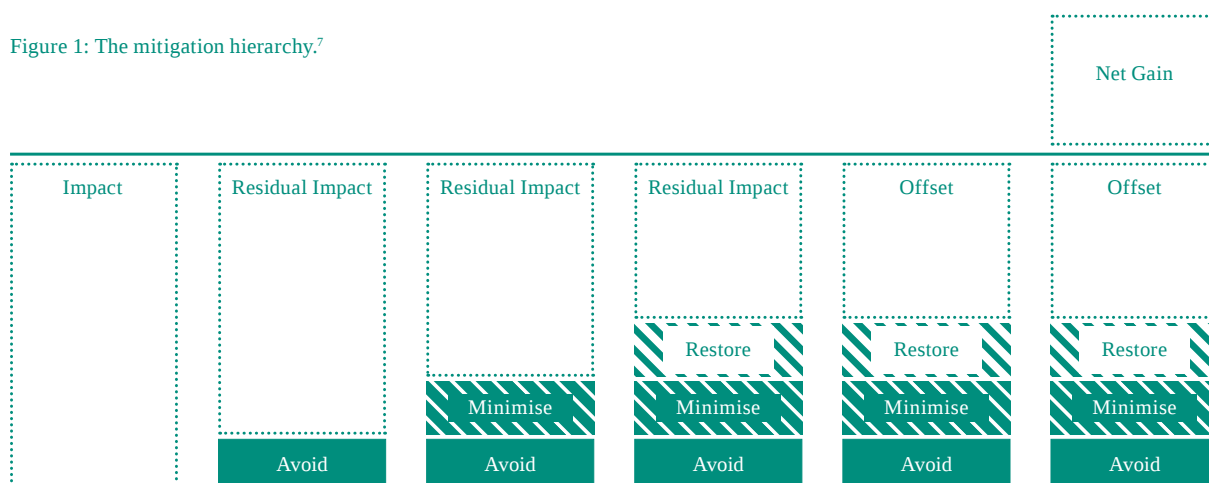 Figure 1: The mitigation hierarchy.7
Net Gain
Impact
Residual Impact
Residual Impact
Residual Impact
Offset
Offset
Restore
Restore
Restore
Minimise
Minimise
Minimise
Minimise
Avoid
Avoid
Avoid
Avoid
Avoid